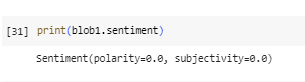 [31] print(blob1.sentiment)
Sentiment(polarity=0.0, subjectivity=0.0)